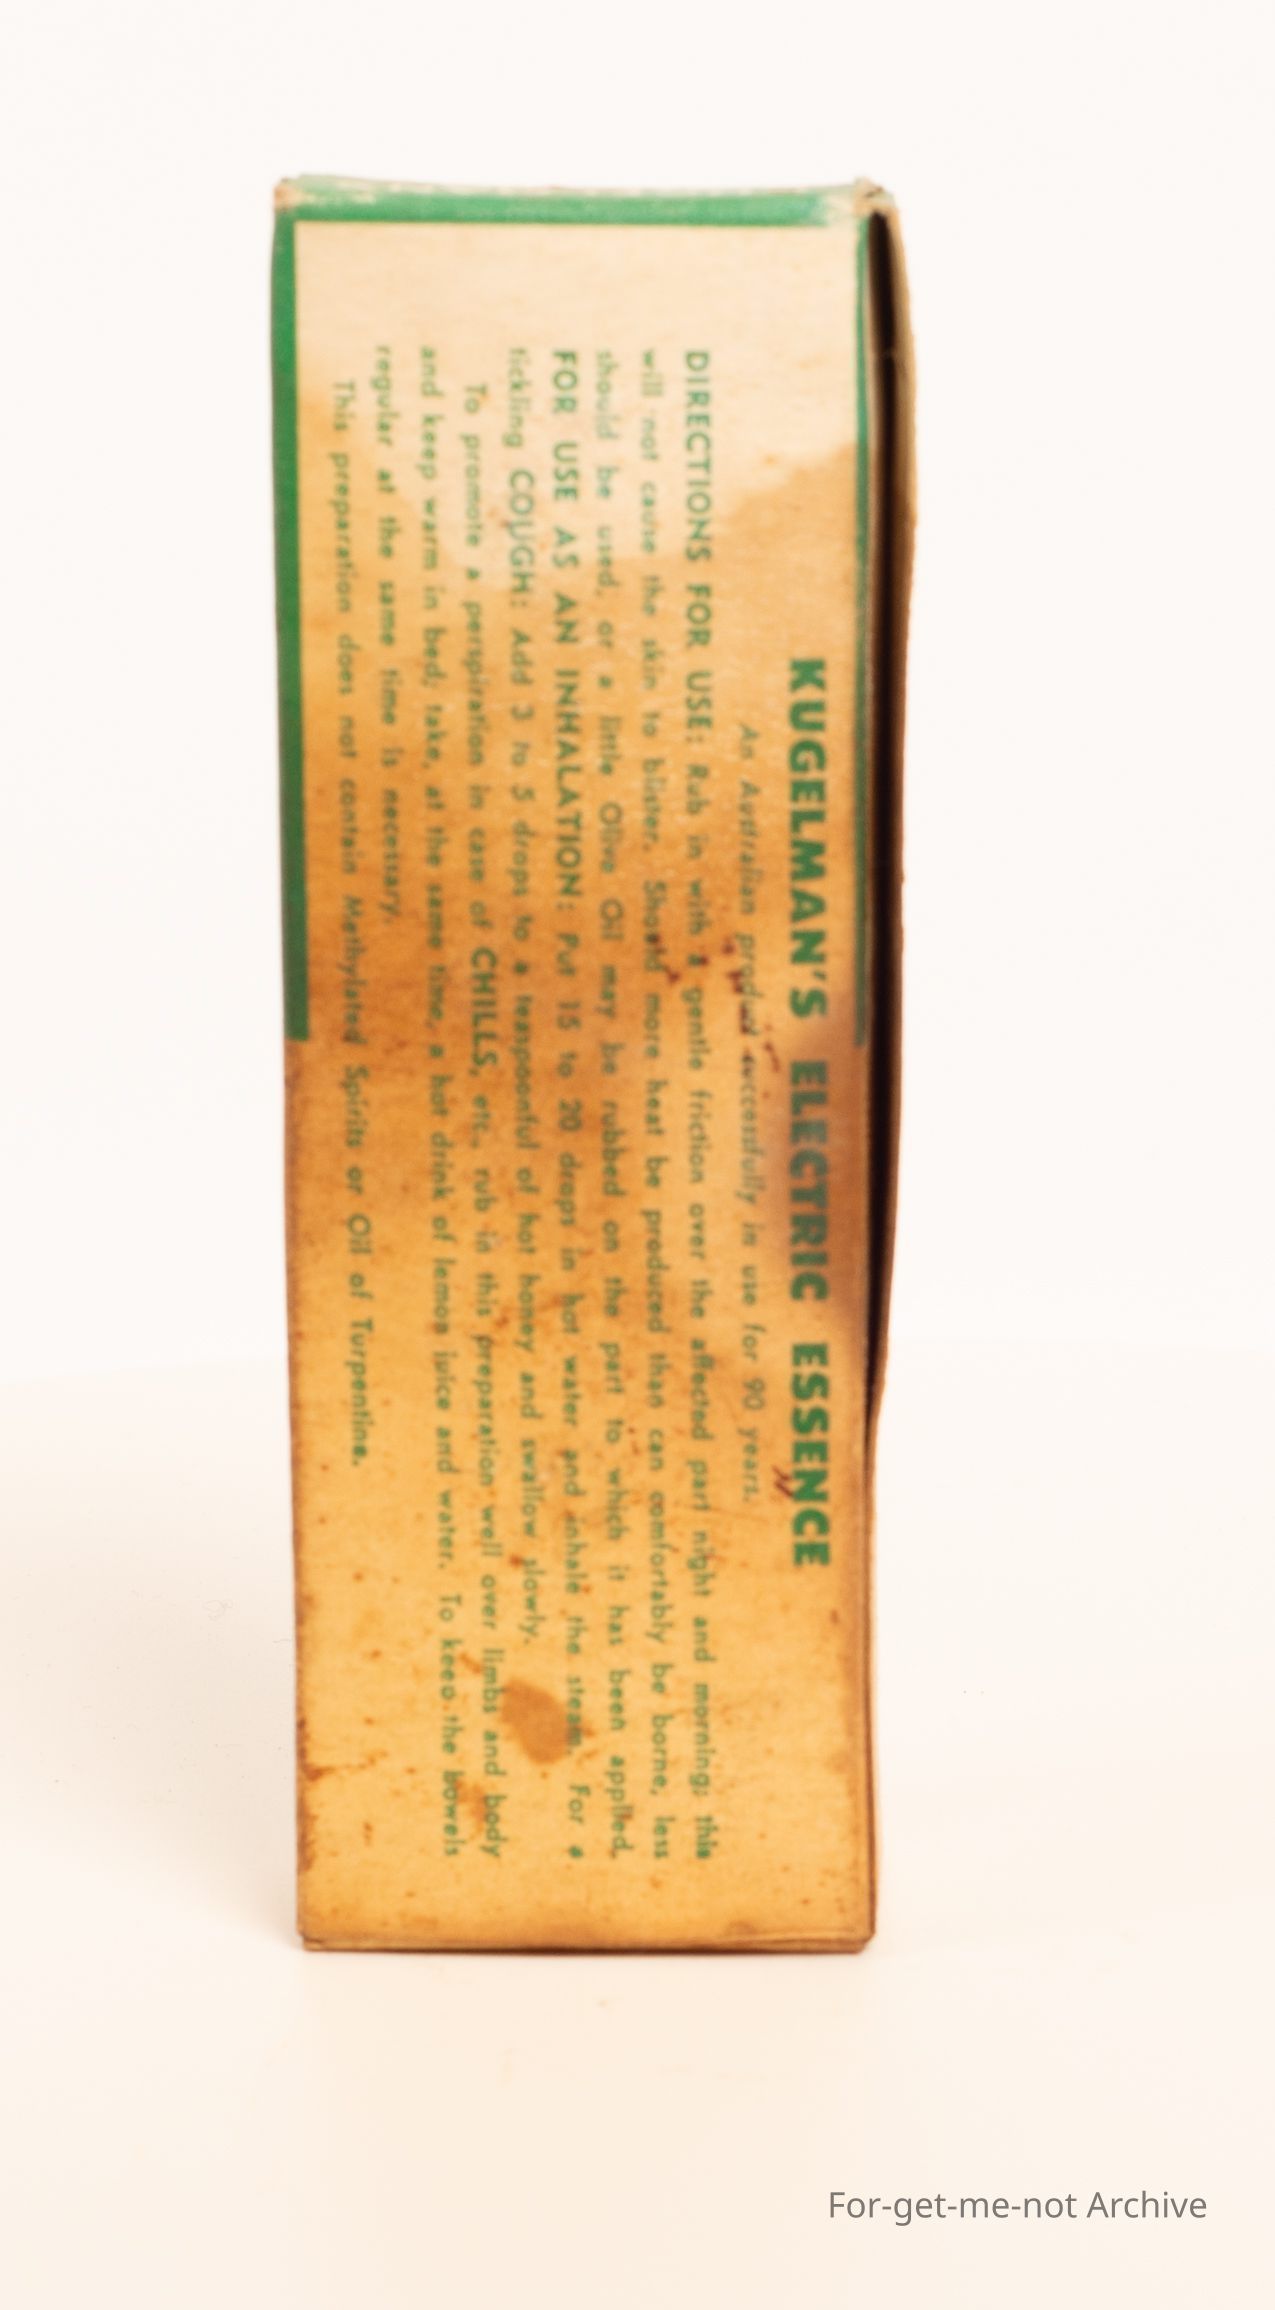 KUGELMAN'S ELECTRIC ESSENCE
An Australian product successfully in use for 90 years.
DIRECTIONS FOR USE: Rub in with a gentle friction over the affected part night and morning; this
will not cause the skin to blister. Should more heat be produced than can comfortably be borne, less
should be used, or a little Olive Oil may be rubbed on the part to which it has been applied.
FOR USE AS AN INHALATION: Put 15 to 20 drops in hot water and inhale the steam. For a
tickling COUGH: Add 3 to 5 drops to a teaspoonful of hot honey and swallow slowly.
To promote a perspiration in case of CHILLS, etc., rub in this preparation well over limbs and body
and keep warm in bed; take, at the same time, a hot drink of lemon juice and water. To keep the bowels
regular at the same time is necessary.
This preparation does not contain Methylated Spirits or Oil of Turpentine.
For-get-me-not Archive